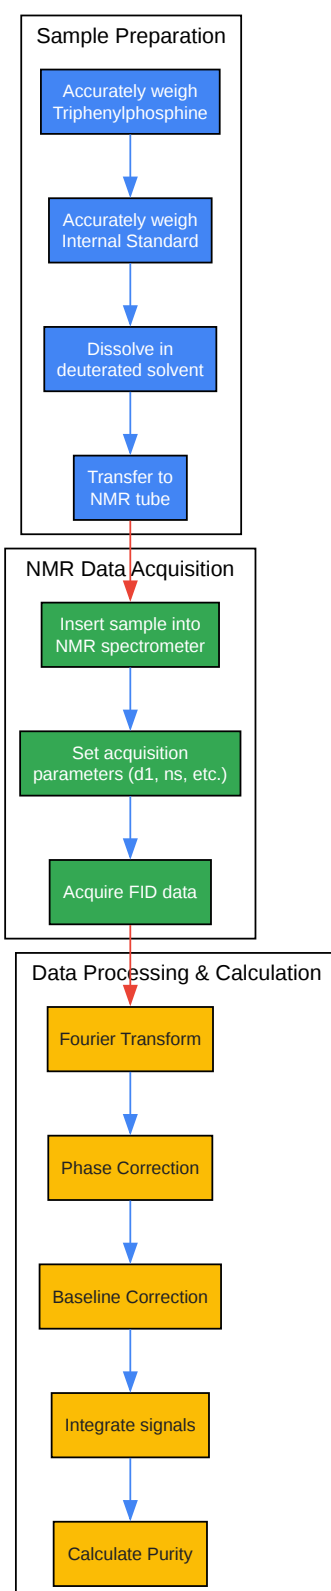 Sample Preparation
Accurately weigh
Triphenylphosphine
Accurately weigh
Internal Standard
Dissolve in
deuterated solvent
Transfer to
NMR tube
NMR Data Acquisition
Insert sample into
NMR spectrometer
Set acquisition
parameters (d1, ns, etc.)
Acquire FID data
Data Processing & Calculation
Fourier Transform
Phase Correction
Baseline Correction
Integrate signals
Calculate Purity